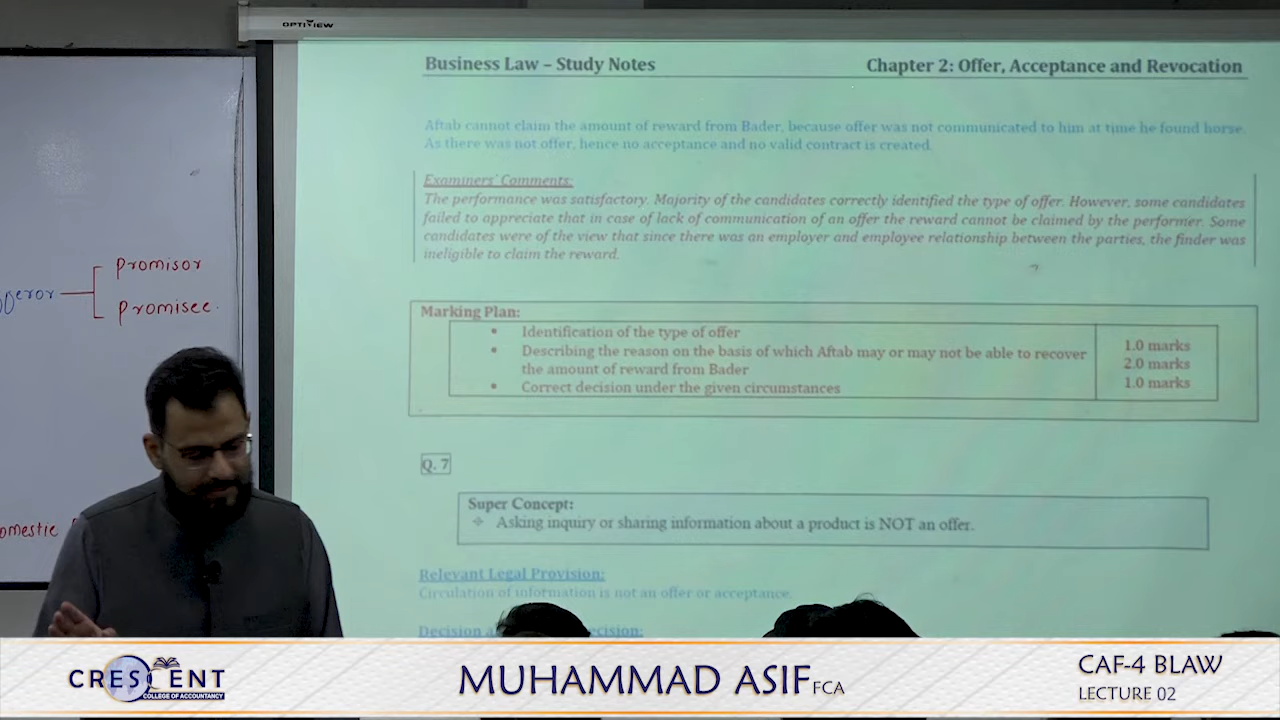 OPTIVIEW
Business Law – Study Notes
Chapter 2: Offer, Acceptance and Revocation
Aftab cannot claim the amount of reward from Bader, because offer was not communicated to him at time he found horse.
As there was not offer, hence no acceptance and no valid contract is created.
Examiners' Comments:
The performance was satisfactory. Majority of the candidates correctly identified the type of offer. However, some candidates
failed to appreciate that in case of lack of communication of an offer the reward cannot be claimed by the performer. Some
candidates were of the view that since there was an employer and employee relationship between the parties, the finder was
ineligible to claim the reward.
promisor
promisee.
Marking Plan:
• Identification of the type of offer
1.0 marks
• Describing the reason on the basis of which Aftab may or may not be able to recover
the amount of reward from Bader
2.0 marks
• Correct decision under the given circumstances
1.0 marks
Q. 7
Super Concept:
❖ Asking inquiry or sharing information about a product is NOT an offer.
omestic
Relevant Legal Provision:
Circulation of information is not an offer or acceptance.
Decision
CRESCENT
COLLEGE OF ACCOUNTANCY
MUHAMMAD ASIF FCA
CAF-4 BLAW
LECTURE 02